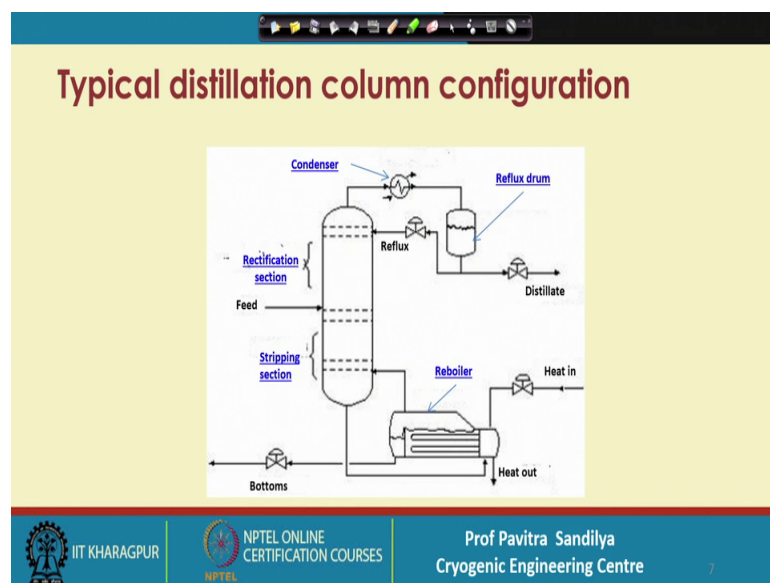 Typical distillation column configuration
Condenser
Reflux drum
Reflux
Rectification
section
Feed
Distillate
Stripping
section
Reboiler
Heat in
Heat out
Bottoms
IIT KHARAGPUR
NPTEL
NPTEL ONLINE
CERTIFICATION COURSES
Prof Pavitra Sandilya
Cryogenic Engineering Centre
7